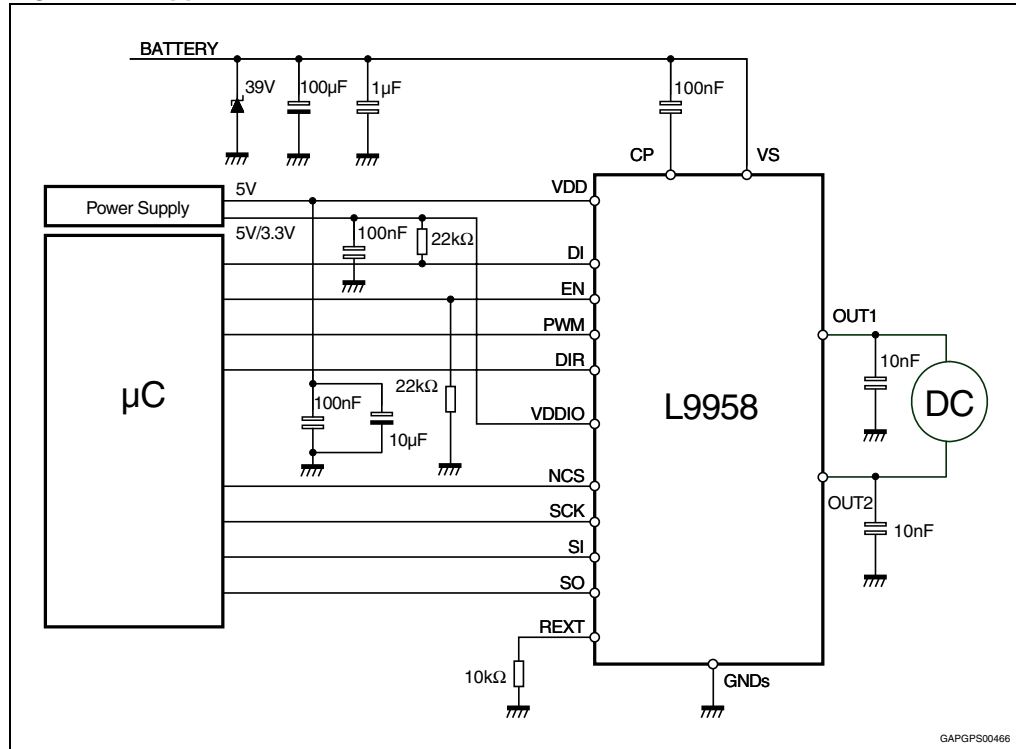 BATTERY
39V
100µF
1µF
100nF
CP
VS
Power Supply
5V
VDD
5V/3.3V
100nF
22kΩ
DI
EN
PWM
DIR
OUT1
10nF
µC
22kΩ
100nF
10µF
VDDIO
L9958
DC
NCS
OUT2
SCK
10nF
SI
SO
REXT
10kΩ
GNDs
GAPGPS00466